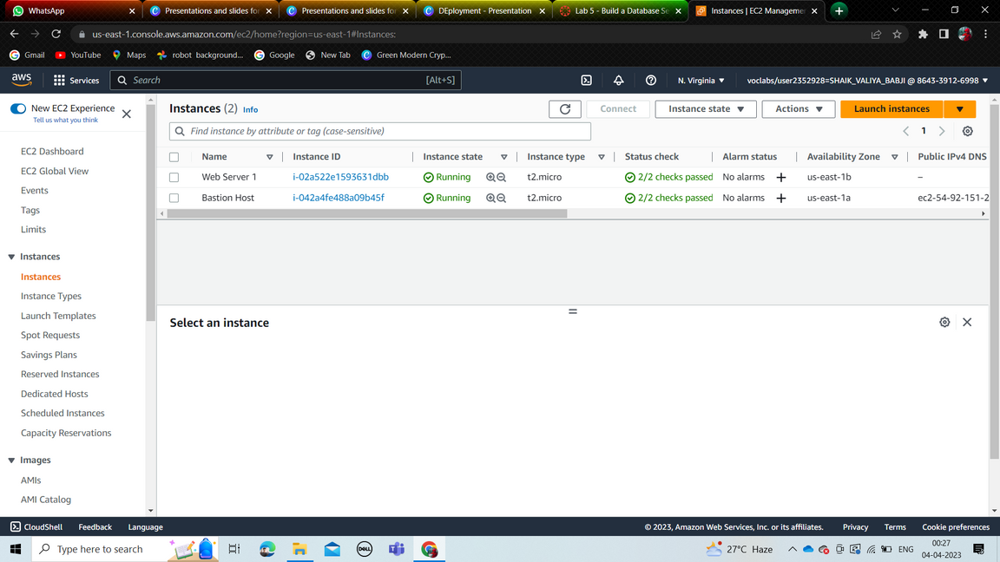 WhatsApp
Presentations and slides fo
Presentations and slides fo
DEployment - Presentation
Lab 5 - Build a Database Se
Instances | EC2 Managemen
us-east-1.console.aws.amazon.com/ec2/home?region=us-east-1#Instances:
Gmail YouTube Maps robot background... Google New Tab Green Modern Cryp...
aws Services Search [Alt+S] N. Virginia voclabs/user2352928=SHAIK_VALIYA_BABJI @ 8643-3912-6998
New EC2 Experience
Tell us what you think
EC2 Dashboard
EC2 Global View
Events
Tags
Limits
Instances
Instances
Instance Types
Launch Templates
Spot Requests
Savings Plans
Reserved Instances
Dedicated Hosts
Scheduled Instances
Capacity Reservations
Images
AMIs
AMI Catalog
Instances (2) Info
Connect Instance state Actions Launch instances
Find instance by attribute or tag (case-sensitive)
1
Name Instance ID Instance state Instance type Status check Alarm status Availability Zone Public IPv4 DNS
Web Server 1 i-02a522e1593631dbb Running t2.micro 2/2 checks passed No alarms + us-east-1b –
Bastion Host i-042a4fe488a09b45f Running t2.micro 2/2 checks passed No alarms + us-east-1a ec2-54-92-151-2
Select an instance
CloudShell Feedback Language © 2023, Amazon Web Services, Inc. or its affiliates. Privacy Terms Cookie preferences
Type here to search
DELL
27°C Haze
ENG
00:27
04-04-2023